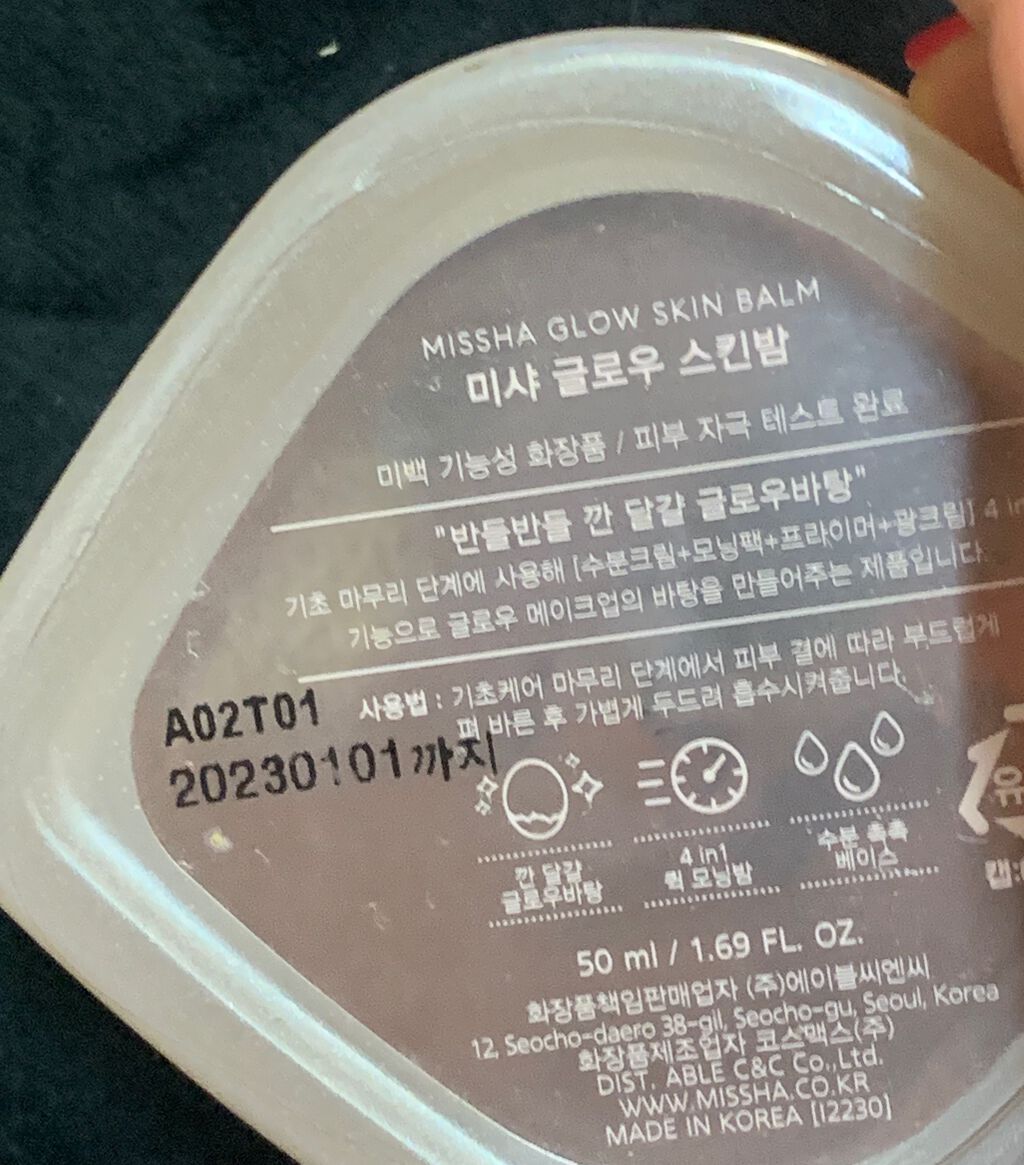 MISSHA GLOW SKIN BALM
미샤 글로우 스킨밤
미백 기능성 화장품 / 피부 자극 테스트 완료
"반들반들 깐 달걀 글로우바탕"
기초 마무리 단계에 사용해 [수분크림+모닝팩+프라이머+광크림] 4 in
기능으로 글로우 메이크업의 바탕을 만들어주는 제품입니다.
사용법 : 기초케어 마무리 단계에서 피부 결에 따라 부드럽게
펴 바른 후 가볍게 두드려 흡수시켜줍니다.
A02T01
20230101까지
깐 달걀
글로우바탕
4 in1
퀵 모닝밤
수분 촉촉
베이스
유
캡:
50 ml / 1.69 FL. OZ.
화장품책임판매업자 (주)에이블씨엔씨
12, Seocho-daero 38-gil, Seocho-gu, Seoul, Korea
화장품제조업자 코스맥스(주)
DIST. ABLE C&C Co.,Ltd.
WWW.MISSHA.CO.KR
MADE IN KOREA [I2230]